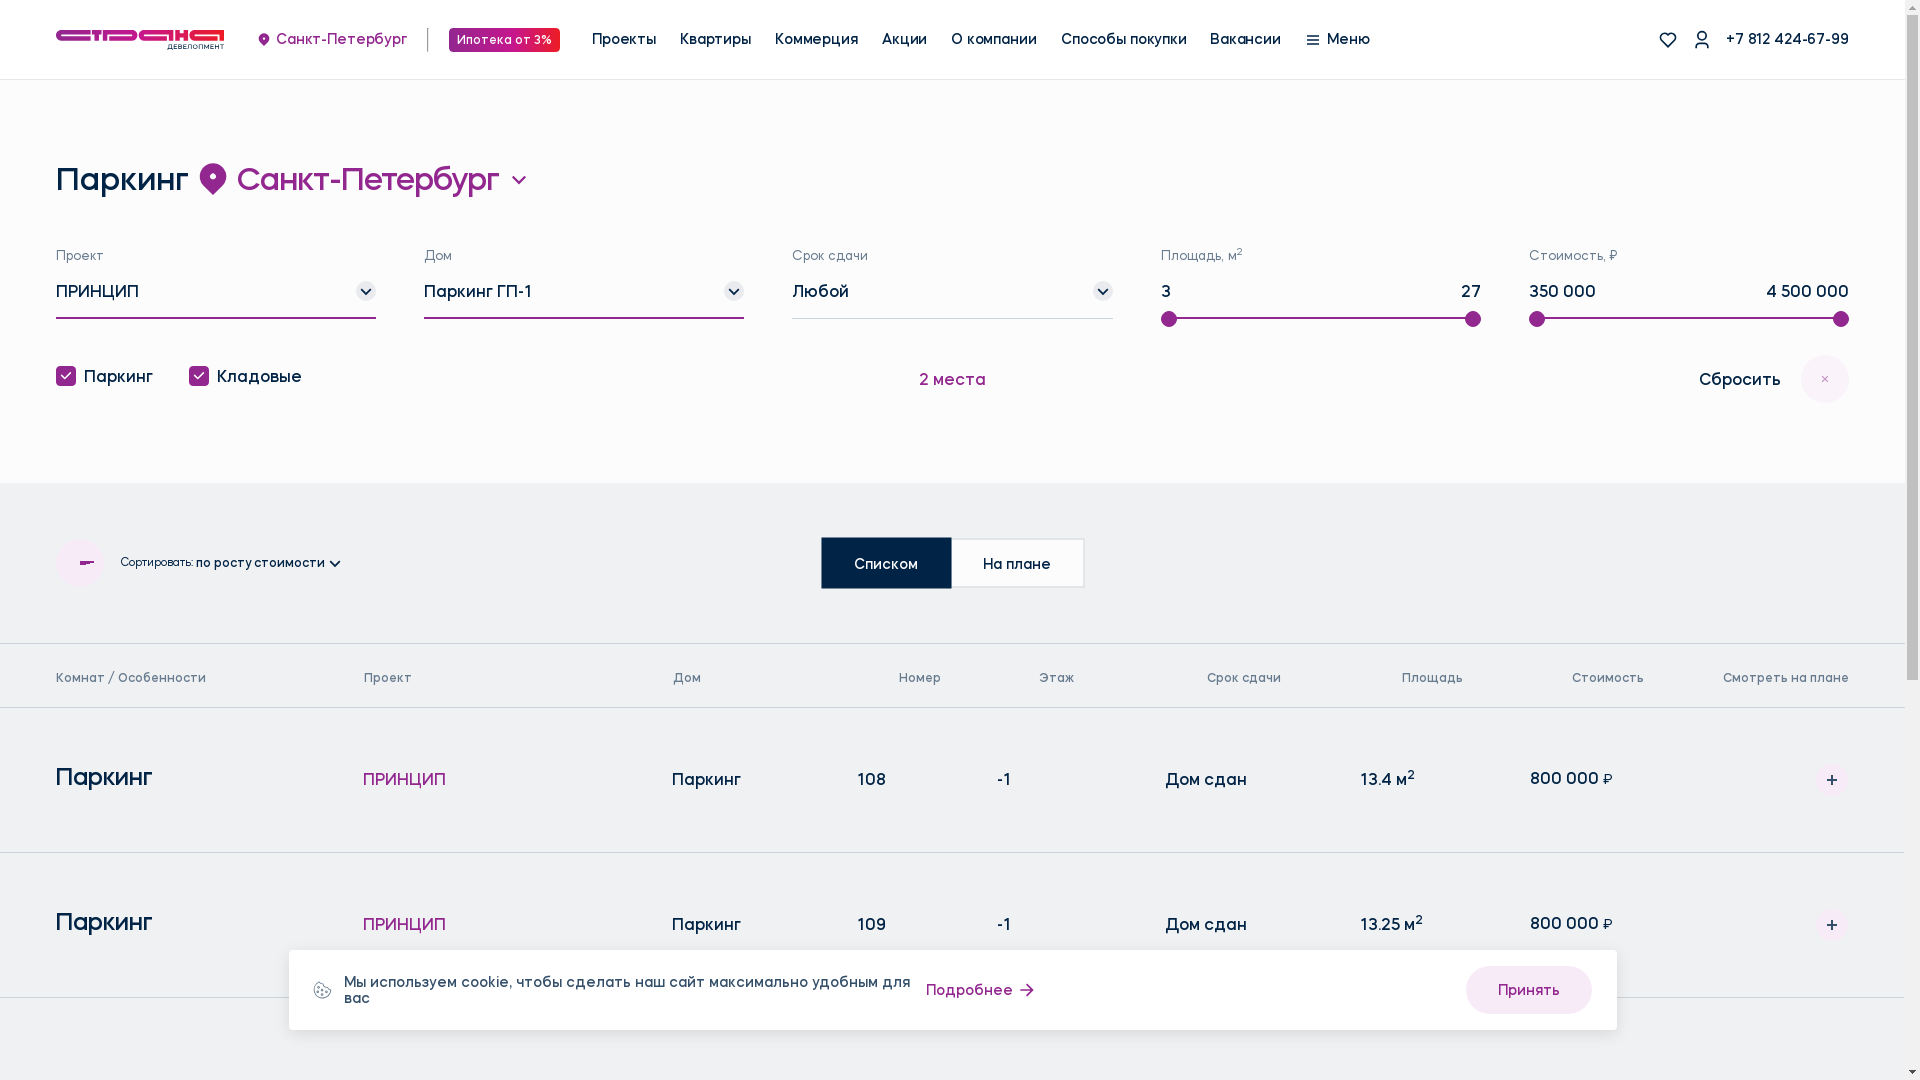 страна
ДЕВЕЛОПМЕНТ
Санкт-Петербург
Ипотека от 3%
Проекты
Квартиры
Коммерция
Акции
О компании
Способы покупки
Вакансии
Меню
+7 812 424-67-99
Паркинг Санкт-Петербург
Проект
Дом
Срок сдачи
Площадь, м²
Стоимость, ₽
ПРИНЦИП
Паркинг ГП-1
Любой
3 27
350 000 4 500 000
Паркинг
Кладовые
2 места
Сбросить
Сортировать: по росту стоимости
Списком
На плане
Комнат / Особенности Проект Дом Номер Этаж Срок сдачи Площадь Стоимость Смотреть на плане
Паркинг ПРИНЦИП Паркинг 108 -1 Дом сдан 13.4 м² 800 000 ₽
Паркинг ПРИНЦИП Паркинг 109 -1 Дом сдан 13.25 м² 800 000 ₽
Мы используем cookie, чтобы сделать наш сайт максимально удобным для
вас
Подробнее
Принять